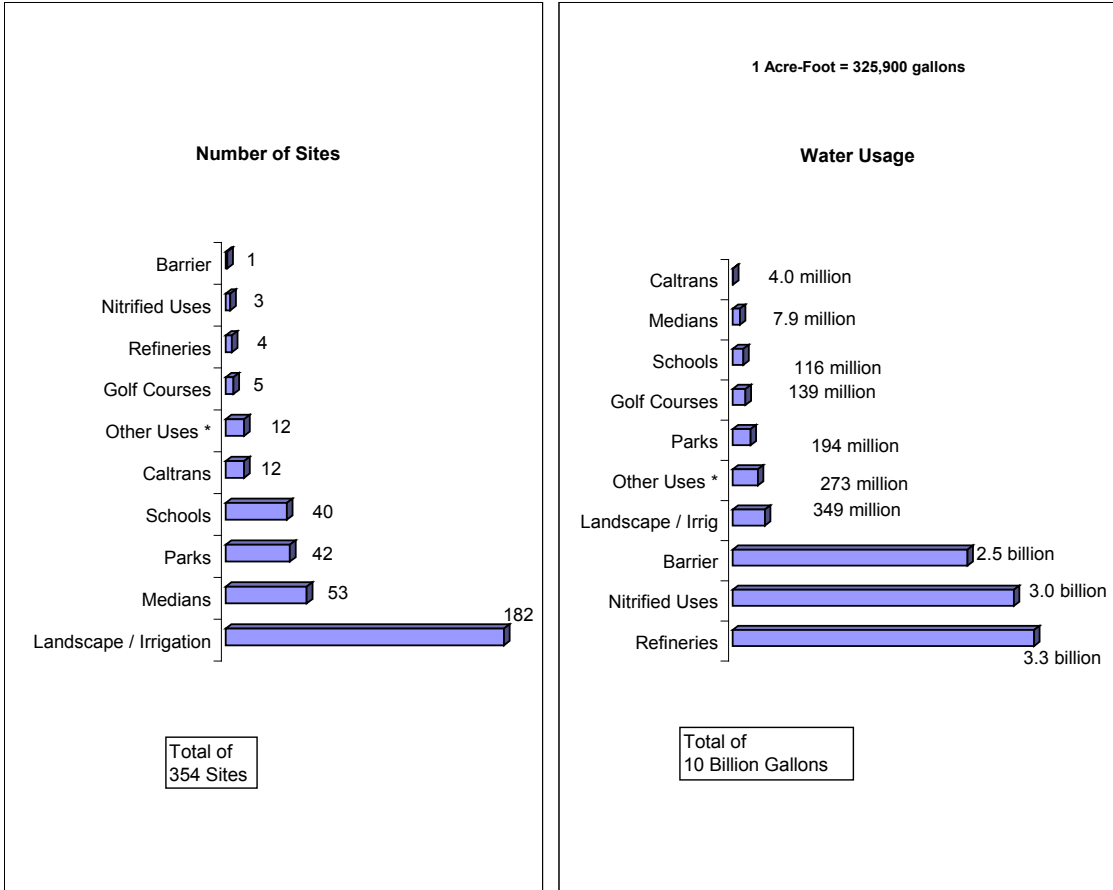 Number of Sites
Barrier 1
Nitrified Uses 3
Refineries 4
Golf Courses 5
Other Uses * 12
Caltrans 12
Schools 40
Parks 42
Medians 53
Landscape / Irrigation 182
Total of
354 Sites
1 Acre-Foot = 325,900 gallons
Water Usage
Caltrans 4.0 million
Medians 7.9 million
Schools 116 million
Golf Courses 139 million
Parks 194 million
Other Uses * 273 million
Landscape / Irrig 349 million
Barrier 2.5 billion
Nitrified Uses 3.0 billion
Refineries 3.3 billion
Total of
10 Billion Gallons